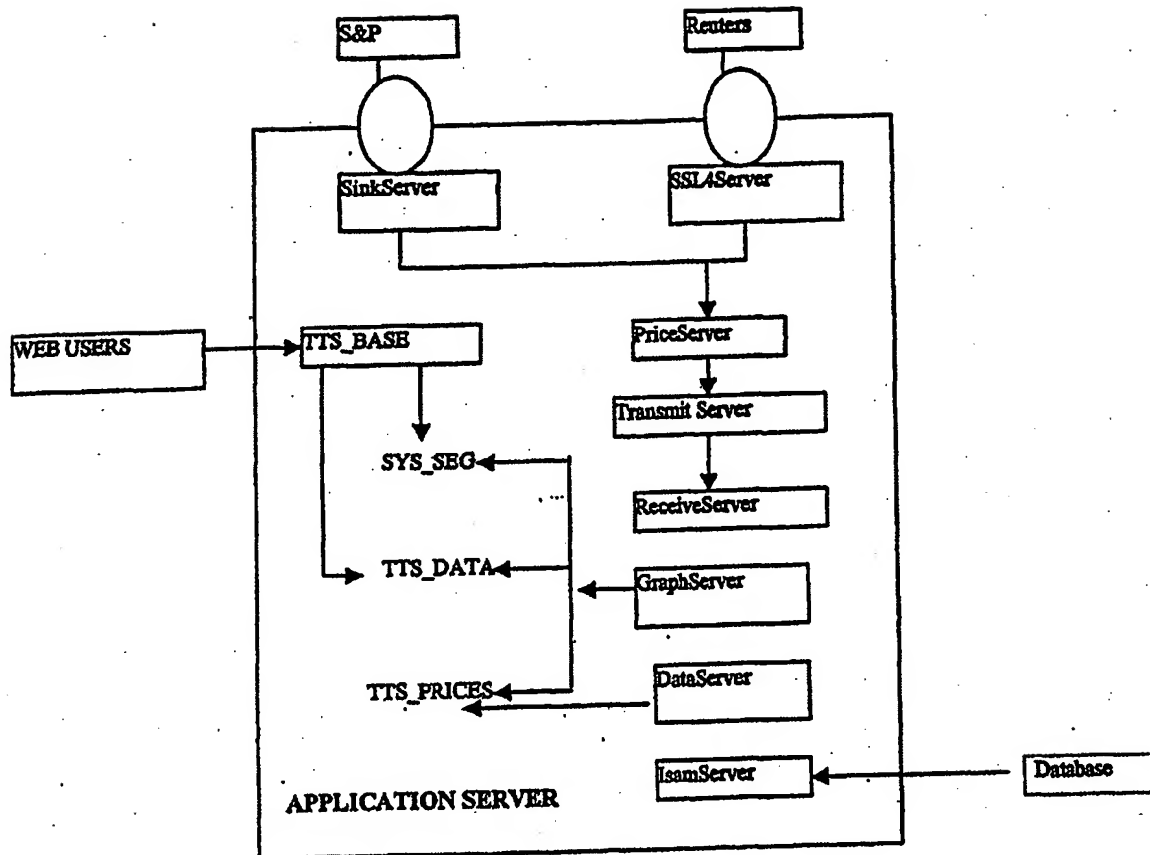 S&P
Reuters
SinkServer
SSL4Server
WEB USERS
TTS_BASE
PriceServer
Transmit Server
SYS_SEG
ReceiveServer
TTS_DATA
GraphServer
TTS_PRICES
DataServer
IsamServer
Database
APPLICATION SERVER